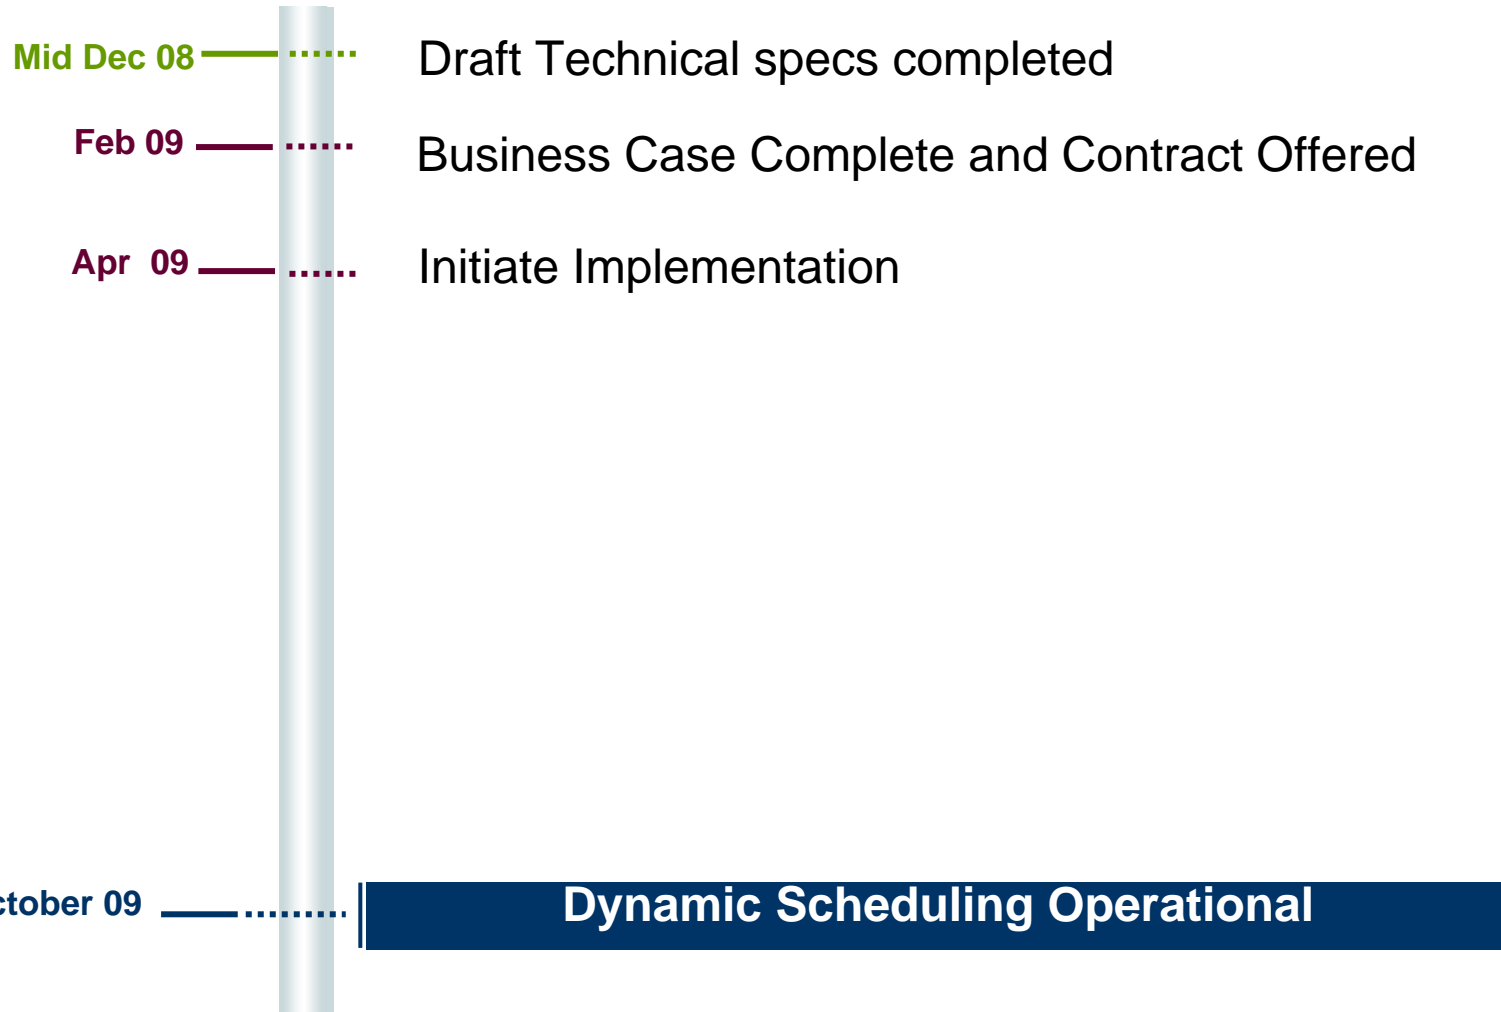 Mid Dec 08 Draft Technical specs completed
Feb 09 Business Case Complete and Contract Offered
Apr 09 Initiate Implementation
ctober 09 Dynamic Scheduling Operational